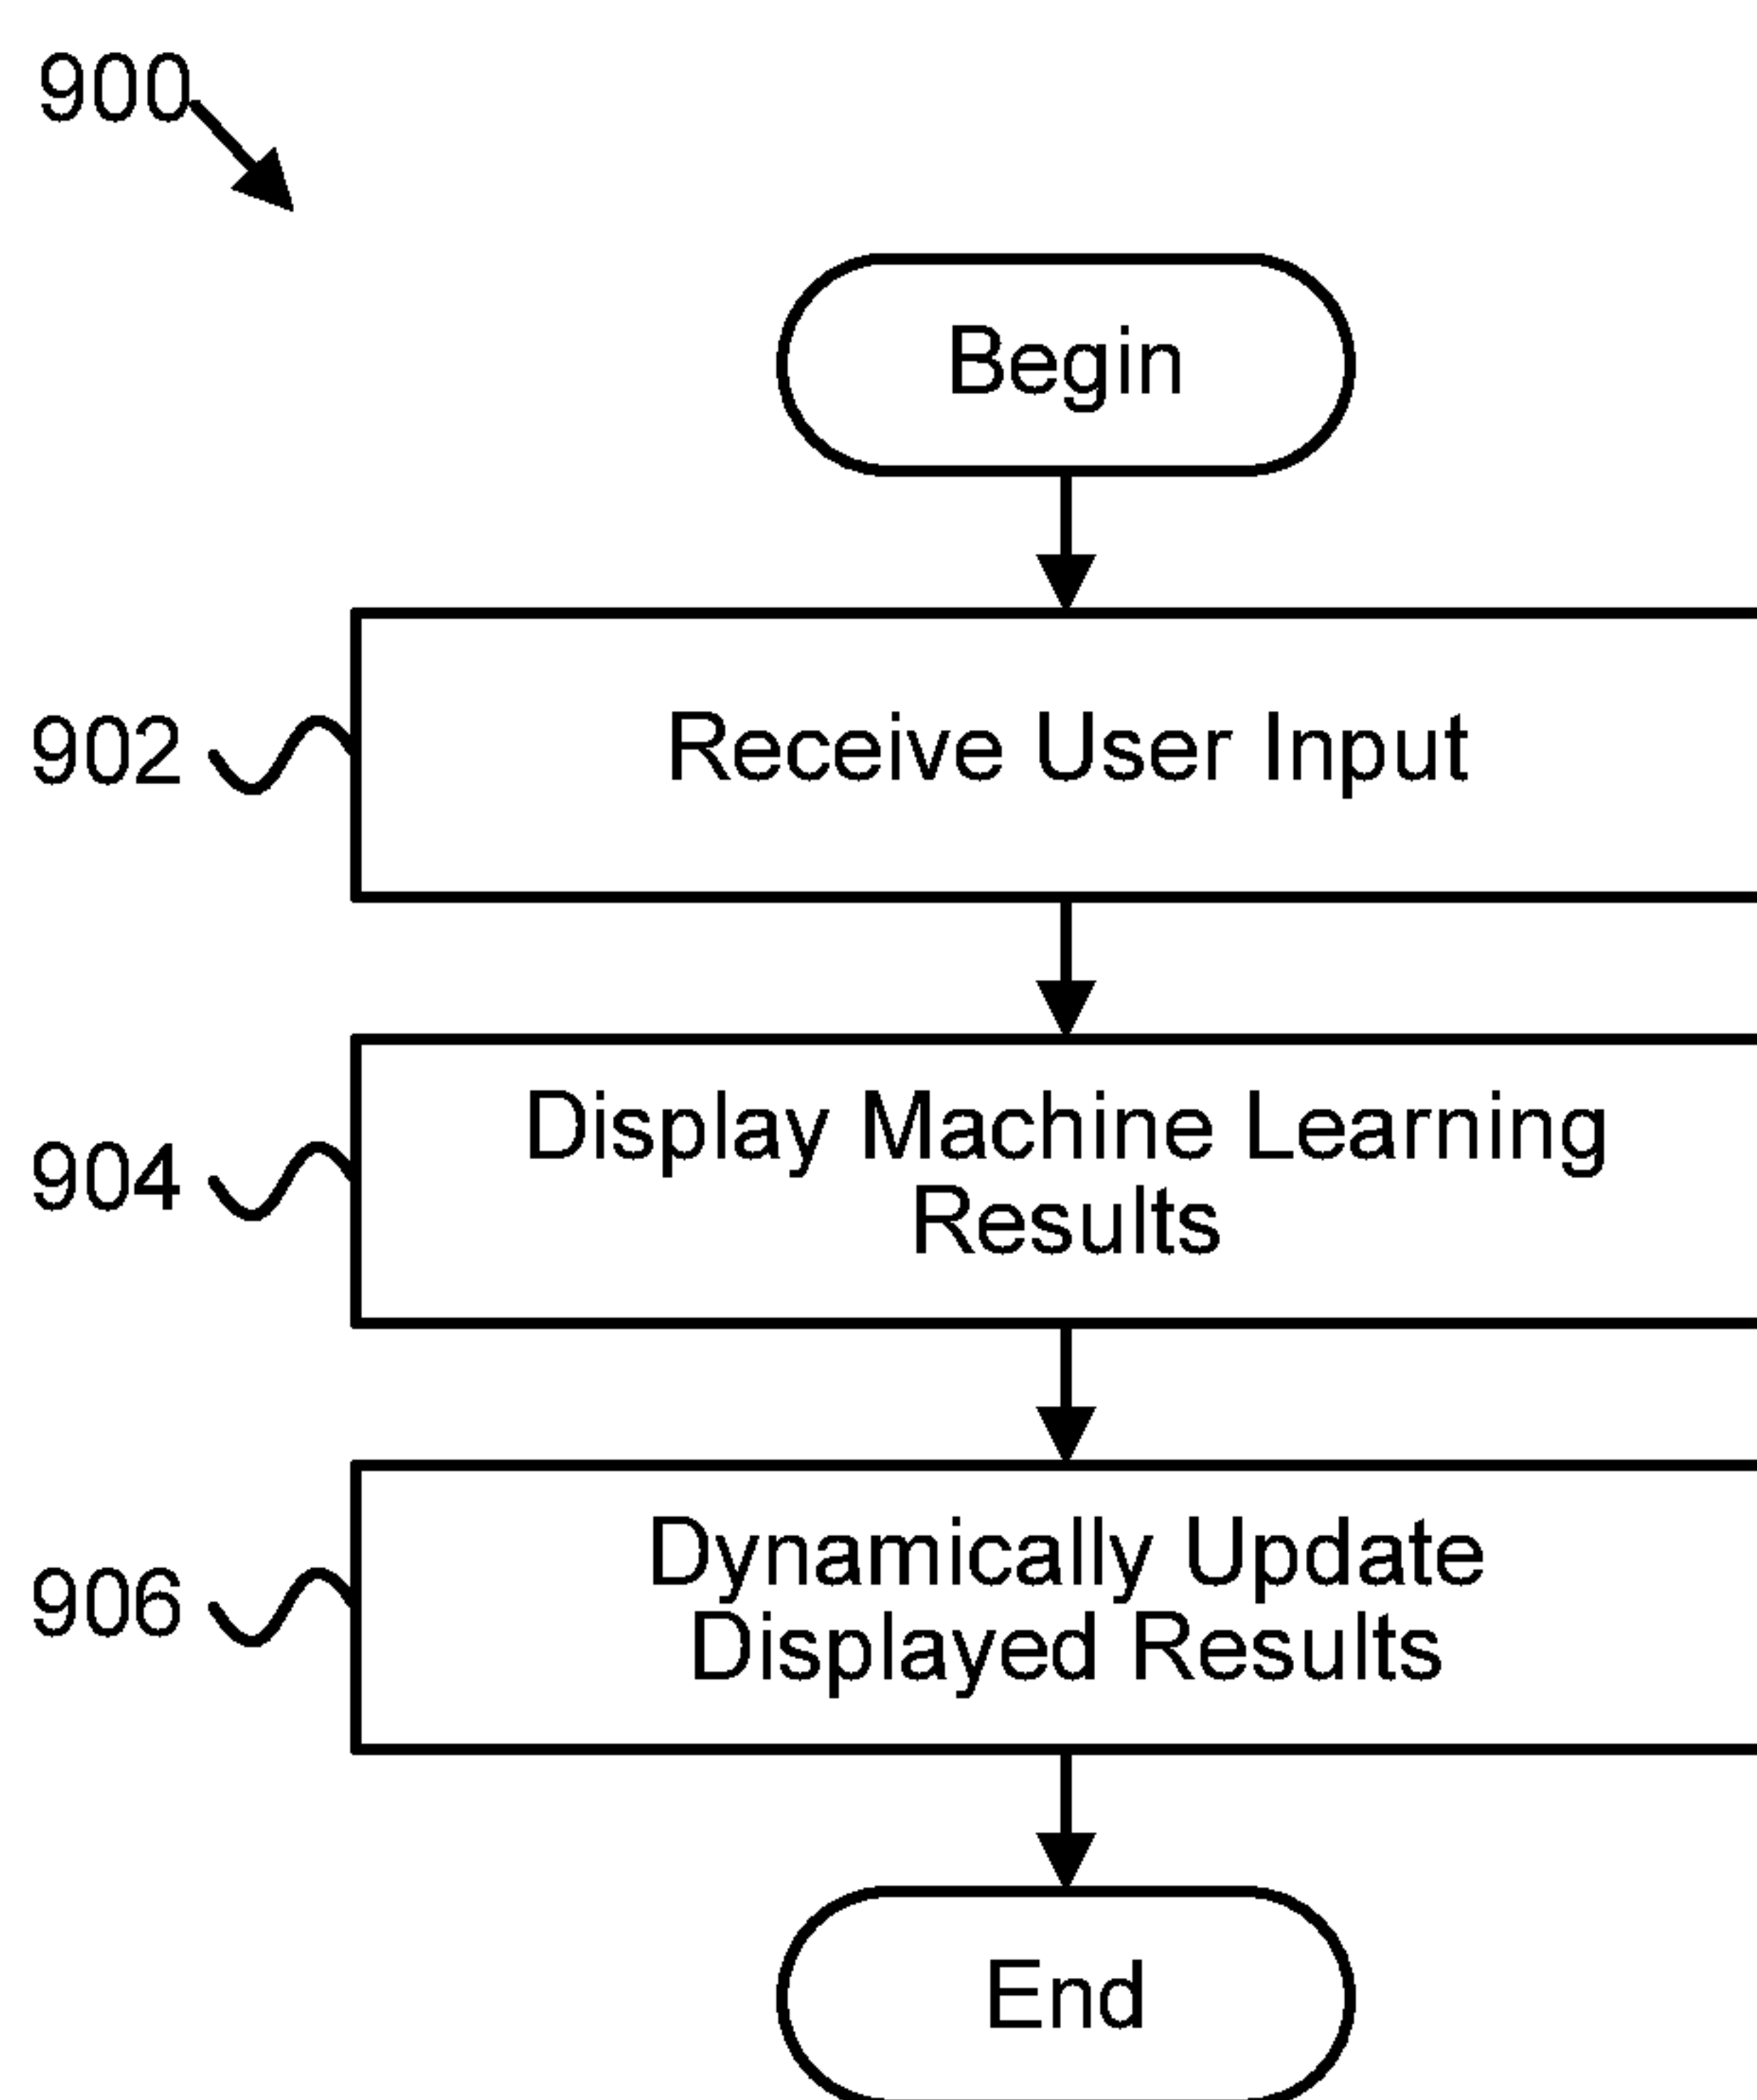 900
Begin
902
Receive User Input
904
Display Machine Learning
Results
906
Dynamically Update
Displayed Results
End